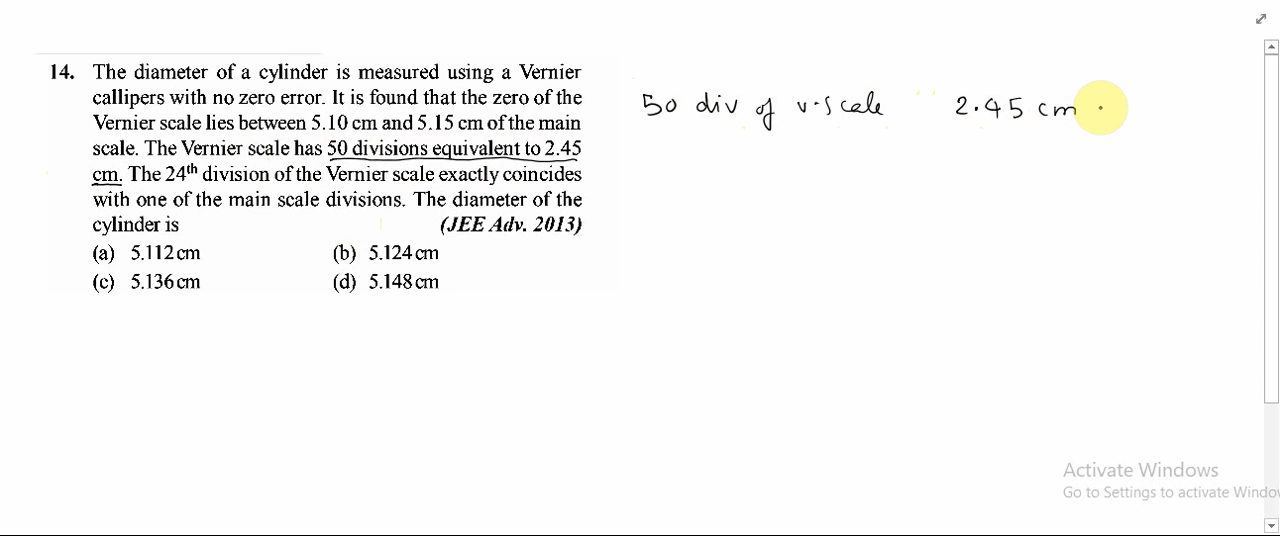 14. The diameter of a cylinder is measured using a Vernier
callipers with no zero error. It is found that the zero of the
Vernier scale lies between 5.10 cm and 5.15 cm of the main
scale. The Vernier scale has 50 divisions equivalent to 2.45
cm. The 24th division of the Vernier scale exactly coincides
with one of the main scale divisions. The diameter of the
cylinder is (JEE Adv. 2013)
(a) 5.112 cm (b) 5.124 cm
(c) 5.136 cm (d) 5.148 cm
50 div of v-scale 2.45 cm
Activate Windows
Go to Settings to activate Windo